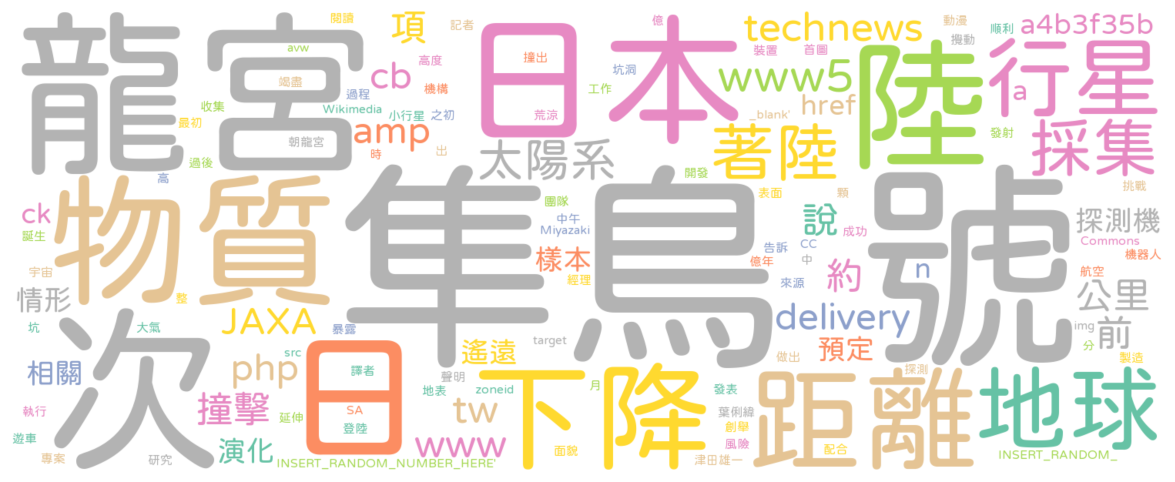 龍宮
日本
隼鳥號
物質
次
日
下降
距離
地球
陸
行星
採集
著陸
太陽系
technews
www5
a4b3f35b
href
a
_blank'
項
cb
amp
閱讀
記者
avw
竭盡
高度
機構
過程
收集
Wikimedia
小行星
之初
最初
朝龍宮
時
出
過後
高
撞出
荒涼
億
裝置
首圖
坑洞
工作
動漫
攪動
順利
發射
開發
表面
顆
挑戰
ck
誕生
宇宙
整
情形
團隊
中午
Miyazaki
樣本
經理
說
成功
告訴
CC
億年
中
來源
約
n
探測機
Commons
機器人
航空
公里
前
img
分
製造
坑
大氣
JAXA
暴露
delivery
預定
做出
探測
相關
php
src
譯者
SA
登陸
遙遠
target
聲明
地表
zoneid
月
發表
執行
撞擊
延伸
tw
葉俐緯
創舉
風險
配合
遊車
專案
研究
演化
www
面貌
津田雄一
INSERT_RANDOM_NUMBER_HERE'
INSERT_RANDOM_